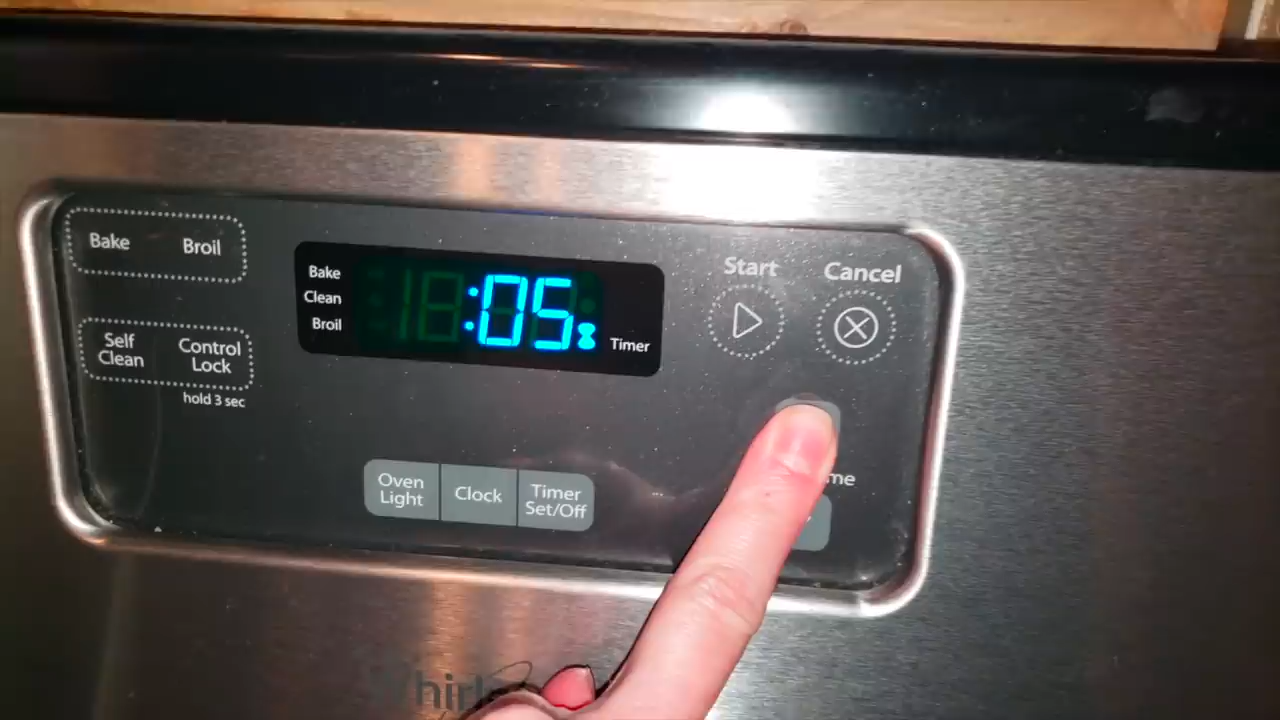 Bake Broil
Self Clean
Control Lock
hold 3 sec
Bake
Clean
Broil
:05
Timer
Start Cancel
Oven Light
Clock
Timer Set/Off